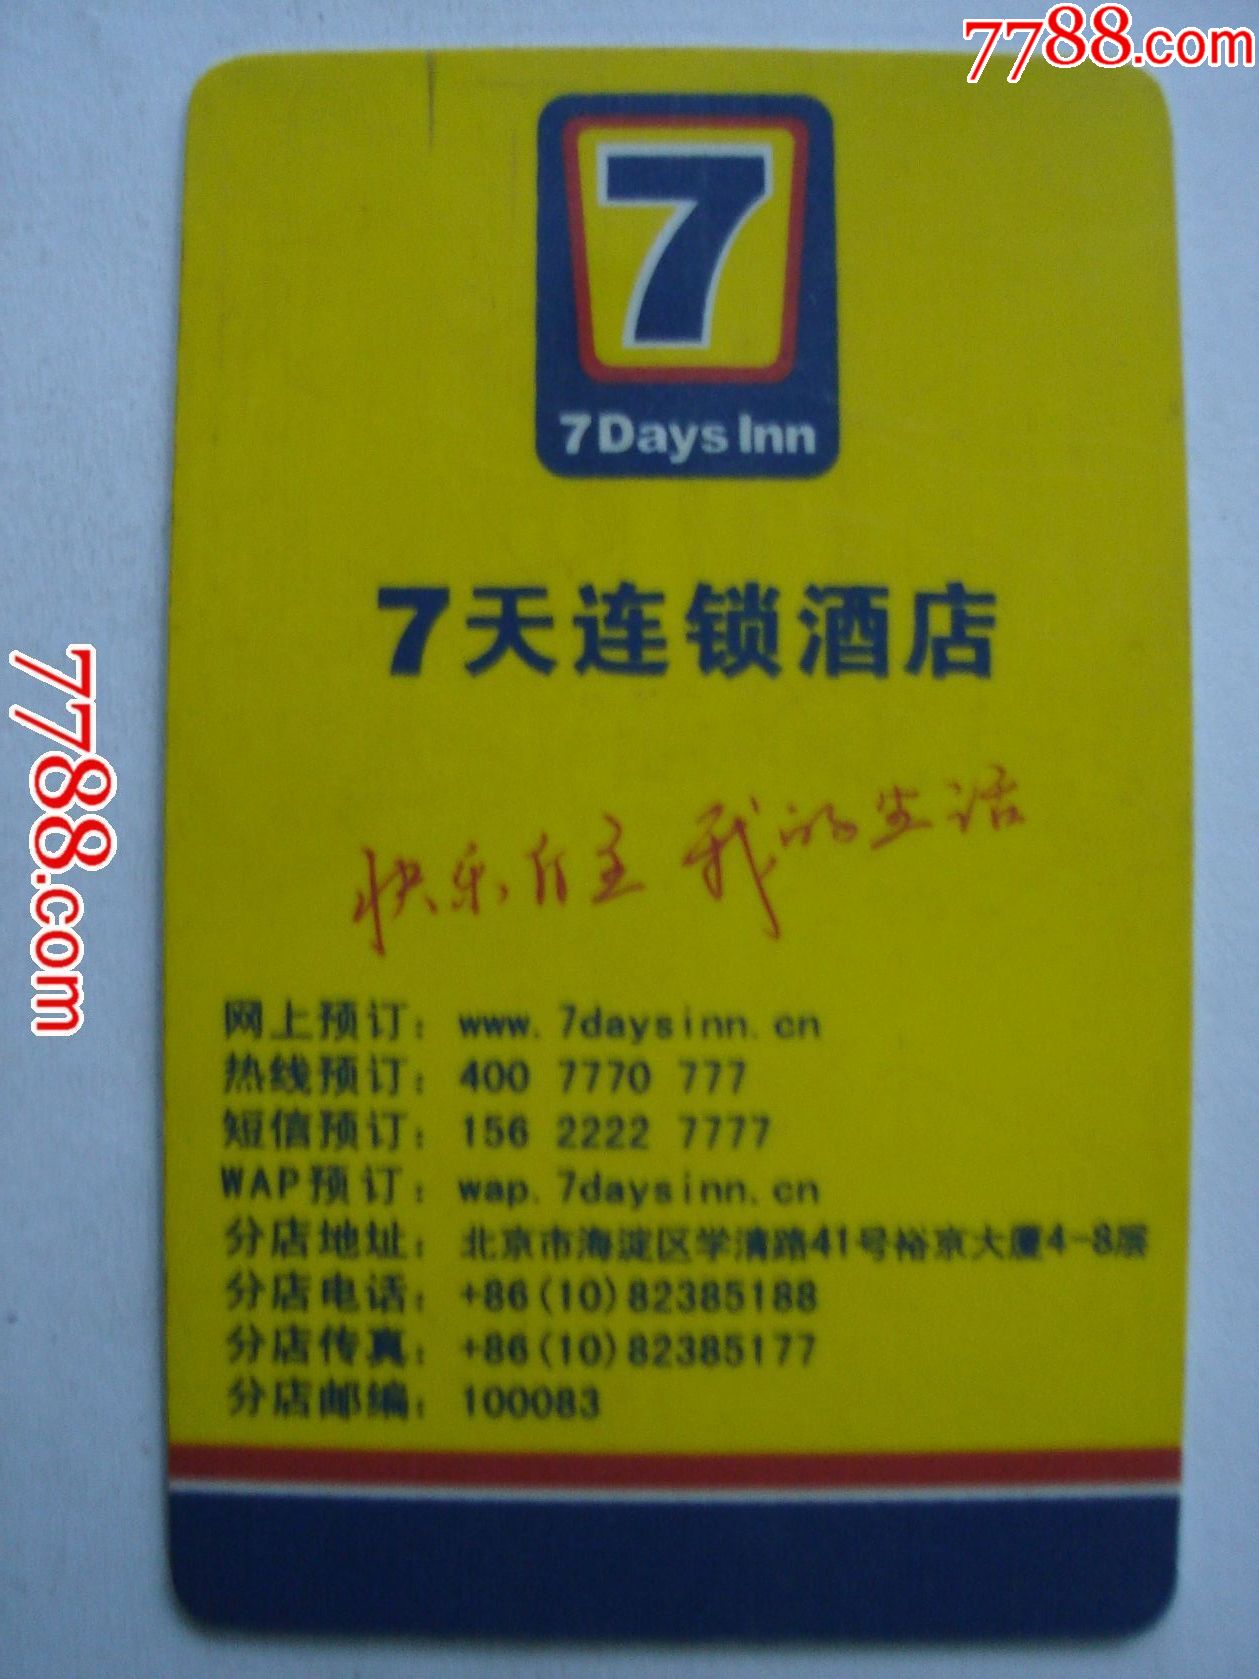 7788.com
7
7 Days Inn
7天连锁酒店
快乐自主 我的生活
7788.com
网上预订：www.7daysinn.cn
热线预订：400 7770 777
短信预订：156 2222 7777
WAP预订：wap.7daysinn.cn
分店地址：北京市海淀区学清路41号裕京大厦4-8层
分店电话：+86(10)82385188
分店传真：+86(10)82385177
分店邮编：100083